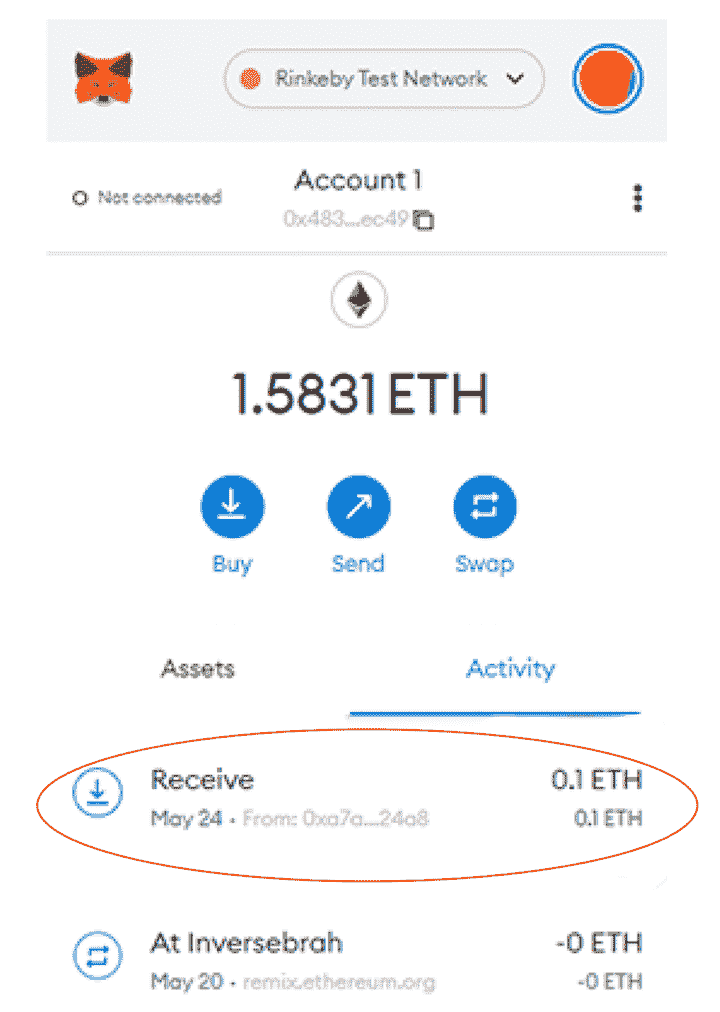 Rinkeby Test Network
Not connected
Account 1
0x483...ec49
1.5831 ETH
Buy
Send
Swap
Assets
Activity
Receive
0.1 ETH
May 24 · From: 0xa7a...24a8
0.1 ETH
At Inversebrah
-0 ETH
May 20 · remix.ethereum.org
-0 ETH